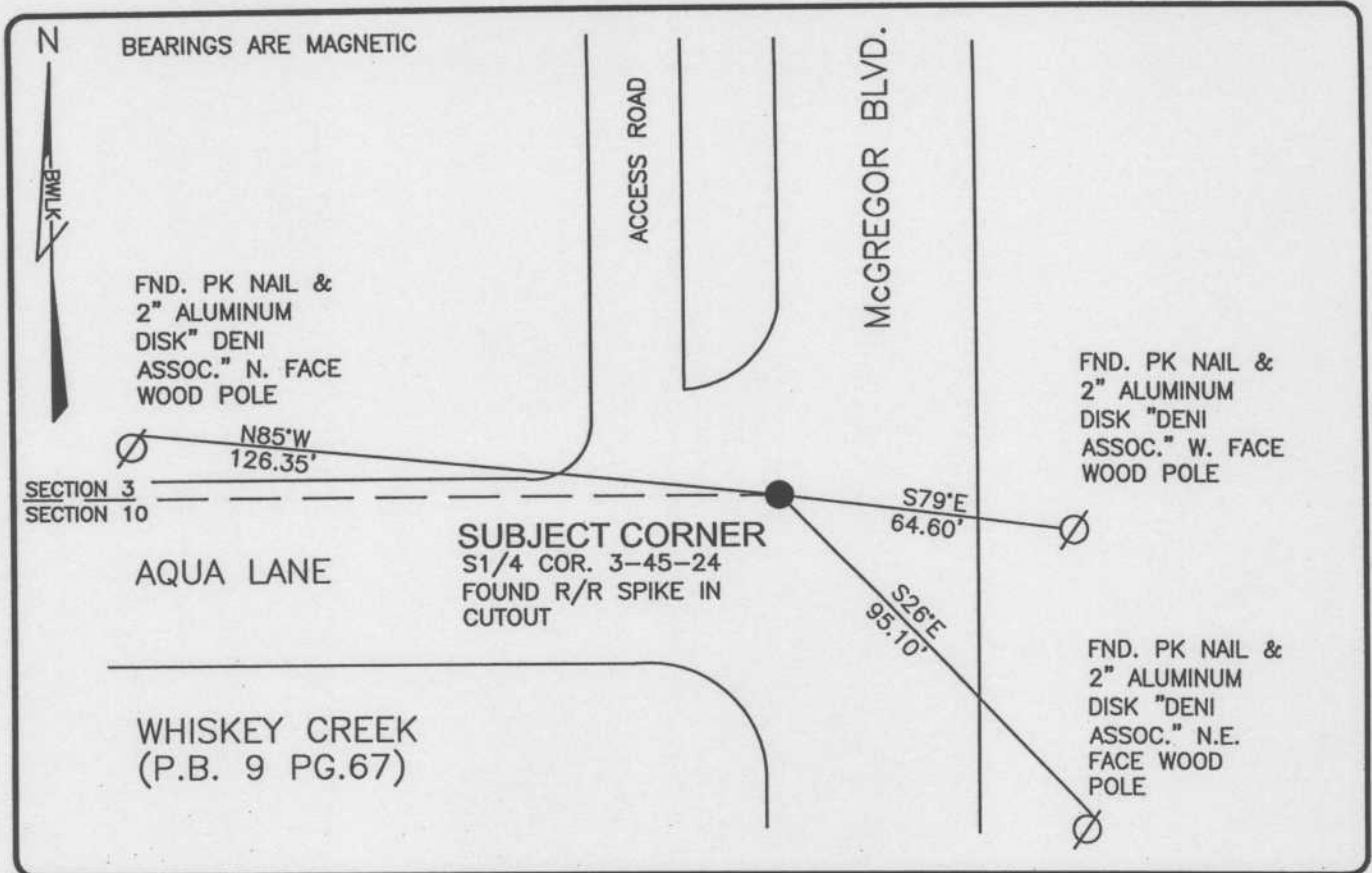 N
BEARINGS ARE MAGNETIC
BWLK
ACCESS ROAD
McGREGOR BLVD.
FND. PK NAIL &
2" ALUMINUM
DISK" DENI
ASSOC." N. FACE
WOOD POLE
FND. PK NAIL &
2" ALUMINUM
DISK "DENI
ASSOC." W. FACE
WOOD POLE
N85°W
126.35'
SECTION 3
SECTION 10
S79°E
64.60'
SUBJECT CORNER
S1/4 COR. 3-45-24
FOUND R/R SPIKE IN
CUTOUT
AQUA LANE
S26°E
95.10'
FND. PK NAIL &
2" ALUMINUM
DISK "DENI
ASSOC." N.E.
FACE WOOD
POLE
WHISKEY CREEK
(P.B. 9 PG.67)